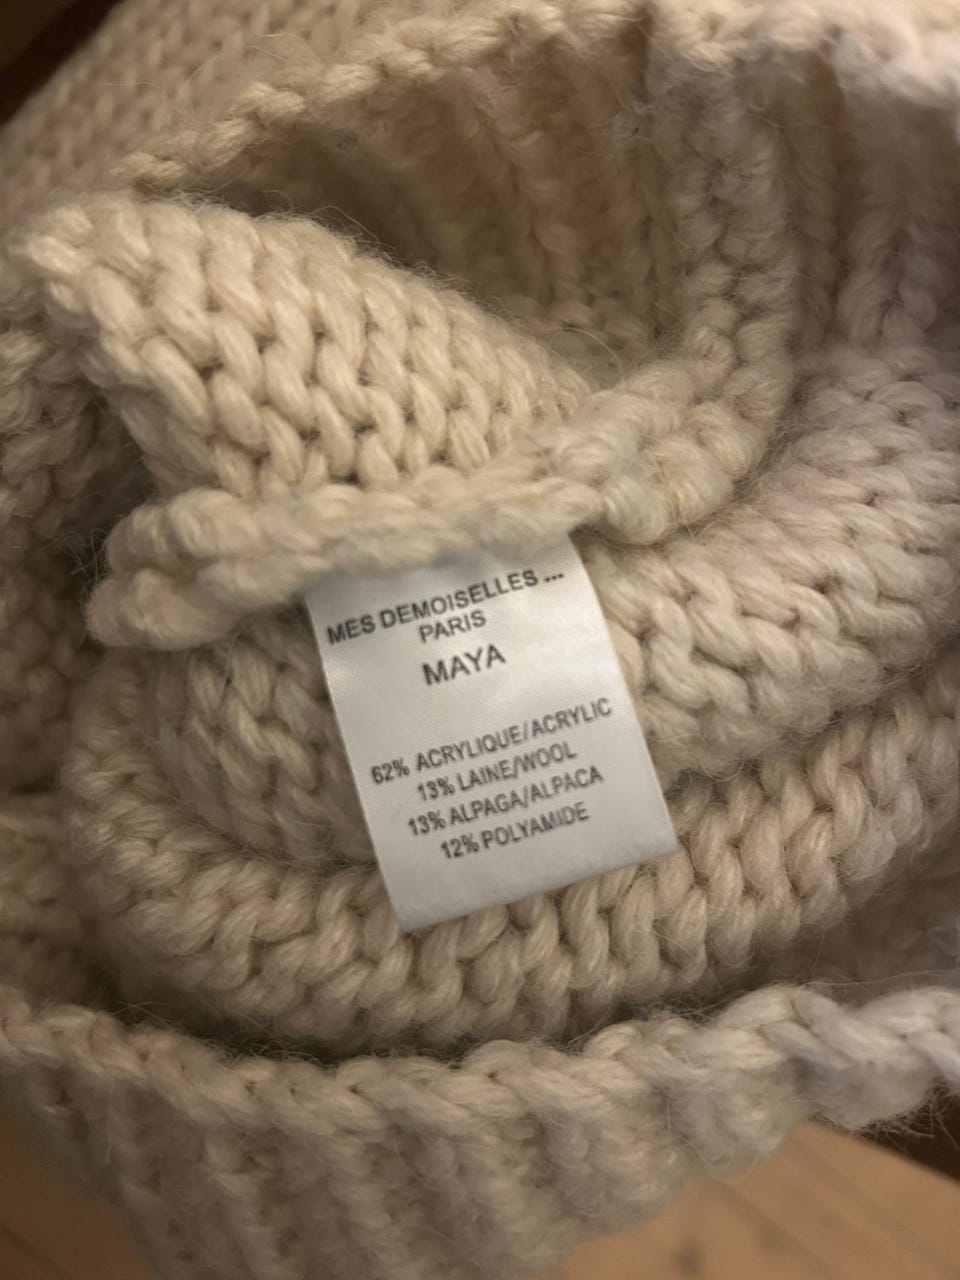 MES DEMOISELLES ...
PARIS
MAYA
62% ACRYLIQUE/ACRYLIC
13% LAINE/WOOL
13% ALPAGA/ALPACA
12% POLYAMIDE